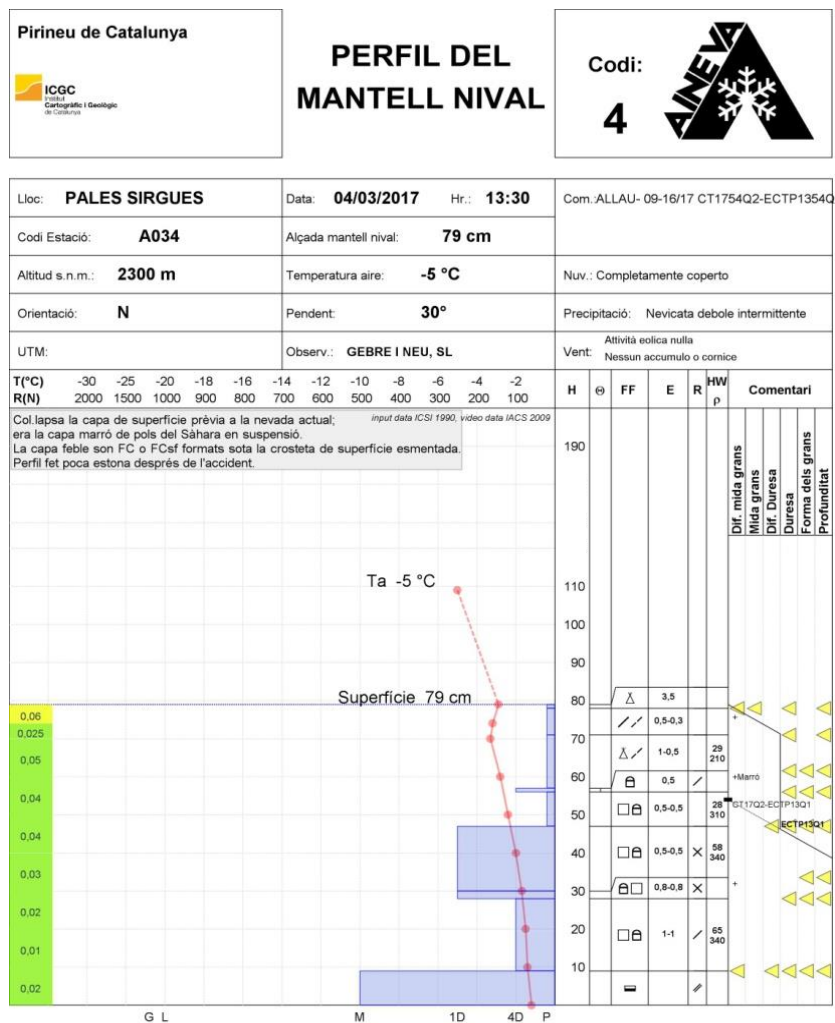 Pirineu de Catalunya
ICGC
Institut
Cartogràfic i Geològic
de Catalunya
PERFIL DEL
MANTELL NIVAL
Codi:
4
AINEVA
Lloc: PALES SIRGUES
Data: 04/03/2017 Hr.: 13:30
Com.:ALLAU- 09-16/17 CT1754Q2-ECTP1354Q
Codi Estació: A034
Alçada mantell nival: 79 cm
Altitud s.n.m.: 2300 m
Temperatura aire: -5 °C
Nuv.: Completamente coperto
Orientació: N
Pendent: 30°
Precipitació: Nevicata debole intermittente
UTM:
Observ.: GEBRE I NEU, SL
Vent: Attività eolica nulla
Nessun accumulo o cornice
T(°C) -30 -25 -20 -18 -16 -14 -12 -10 -8 -6 -4 -2
R(N) 2000 1500 1000 900 800 700 600 500 400 300 200 100
H Θ FF E R HW ρ Comentari
Col.lapsa la capa de superfície prèvia a la nevada actual;
era la capa marró de pols del Sàhara en suspensió.
La capa feble son FC o FCsf formats sota la crosteta de superfície esmentada.
Perfil fet poca estona després de l'accident.
input data ICSI 1990, video data IACS 2009
Dif. mida grans
Mida grans
Dif. Duresa
Duresa
Forma dels grans
Profunditat
190
Ta -5 °C
110
100
90
Superfície 79 cm
80
3,5
0,06
0,5-0,3
+
0,025
70
0,05
1-0,5
29
210
60
0,5
+Marró
0,04
50
0,5-0,5
28
310
CT17Q2-ECTP13Q1
ECTP13Q1
0,04
40
0,5-0,5
58
340
0,03
30
0,8-0,8
+
0,02
20
1-1
65
340
0,01
10
0,02
G L M 1D 4D P